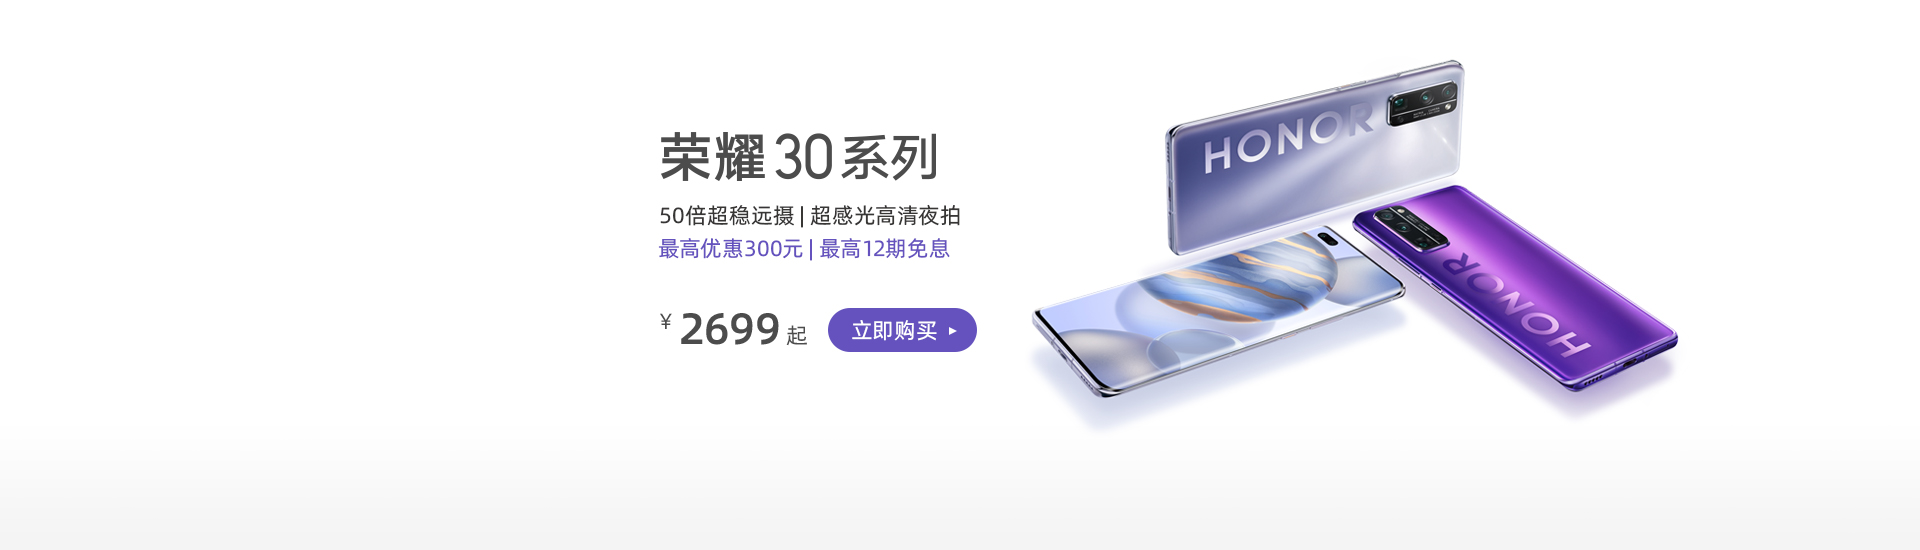 荣耀30系列
50倍超稳远摄 | 超感光高清夜拍
最高优惠300元 | 最高12期免息
¥ 2699 起
立即购买
HONOR
HONOR